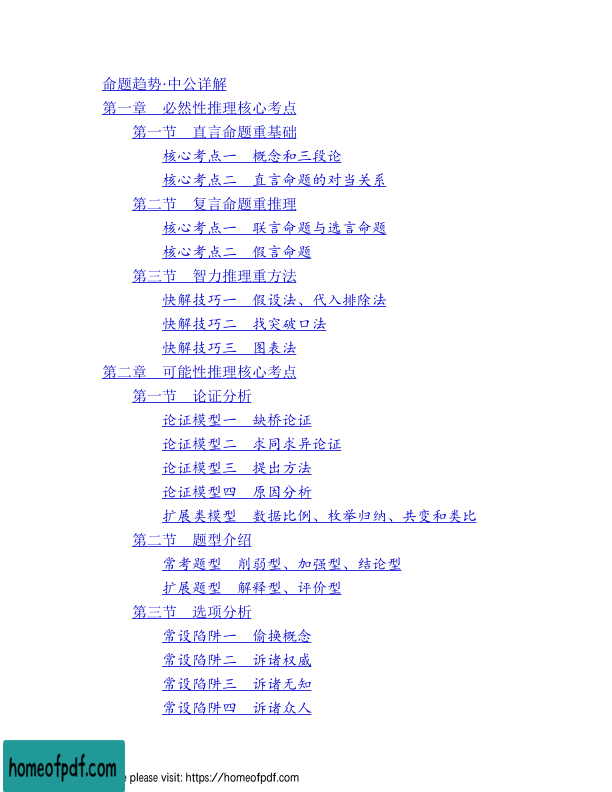 命题趋势·中公详解
第一章　必然性推理核心考点
第一节　直言命题重基础
核心考点一　概念和三段论
核心考点二　直言命题的对当关系
第二节　复言命题重推理
核心考点一　联言命题与选言命题
核心考点二　假言命题
第三节　智力推理重方法
快解技巧一　假设法、代入排除法
快解技巧二　找突破口法
快解技巧三　图表法
第二章　可能性推理核心考点
第一节　论证分析
论证模型一　缺桥论证
论证模型二　求同求异论证
论证模型三　提出方法
论证模型四　原因分析
扩展类模型　数据比例、枚举归纳、共变和类比
第二节　题型介绍
常考题型　削弱型、加强型、结论型
扩展题型　解释型、评价型
第三节　选项分析
常设陷阱一　偷换概念
常设陷阱二　诉诸权威
常设陷阱三　诉诸无知
常设陷阱四　诉诸众人
homeofpdf.com
please visit: https://homeofpdf.com